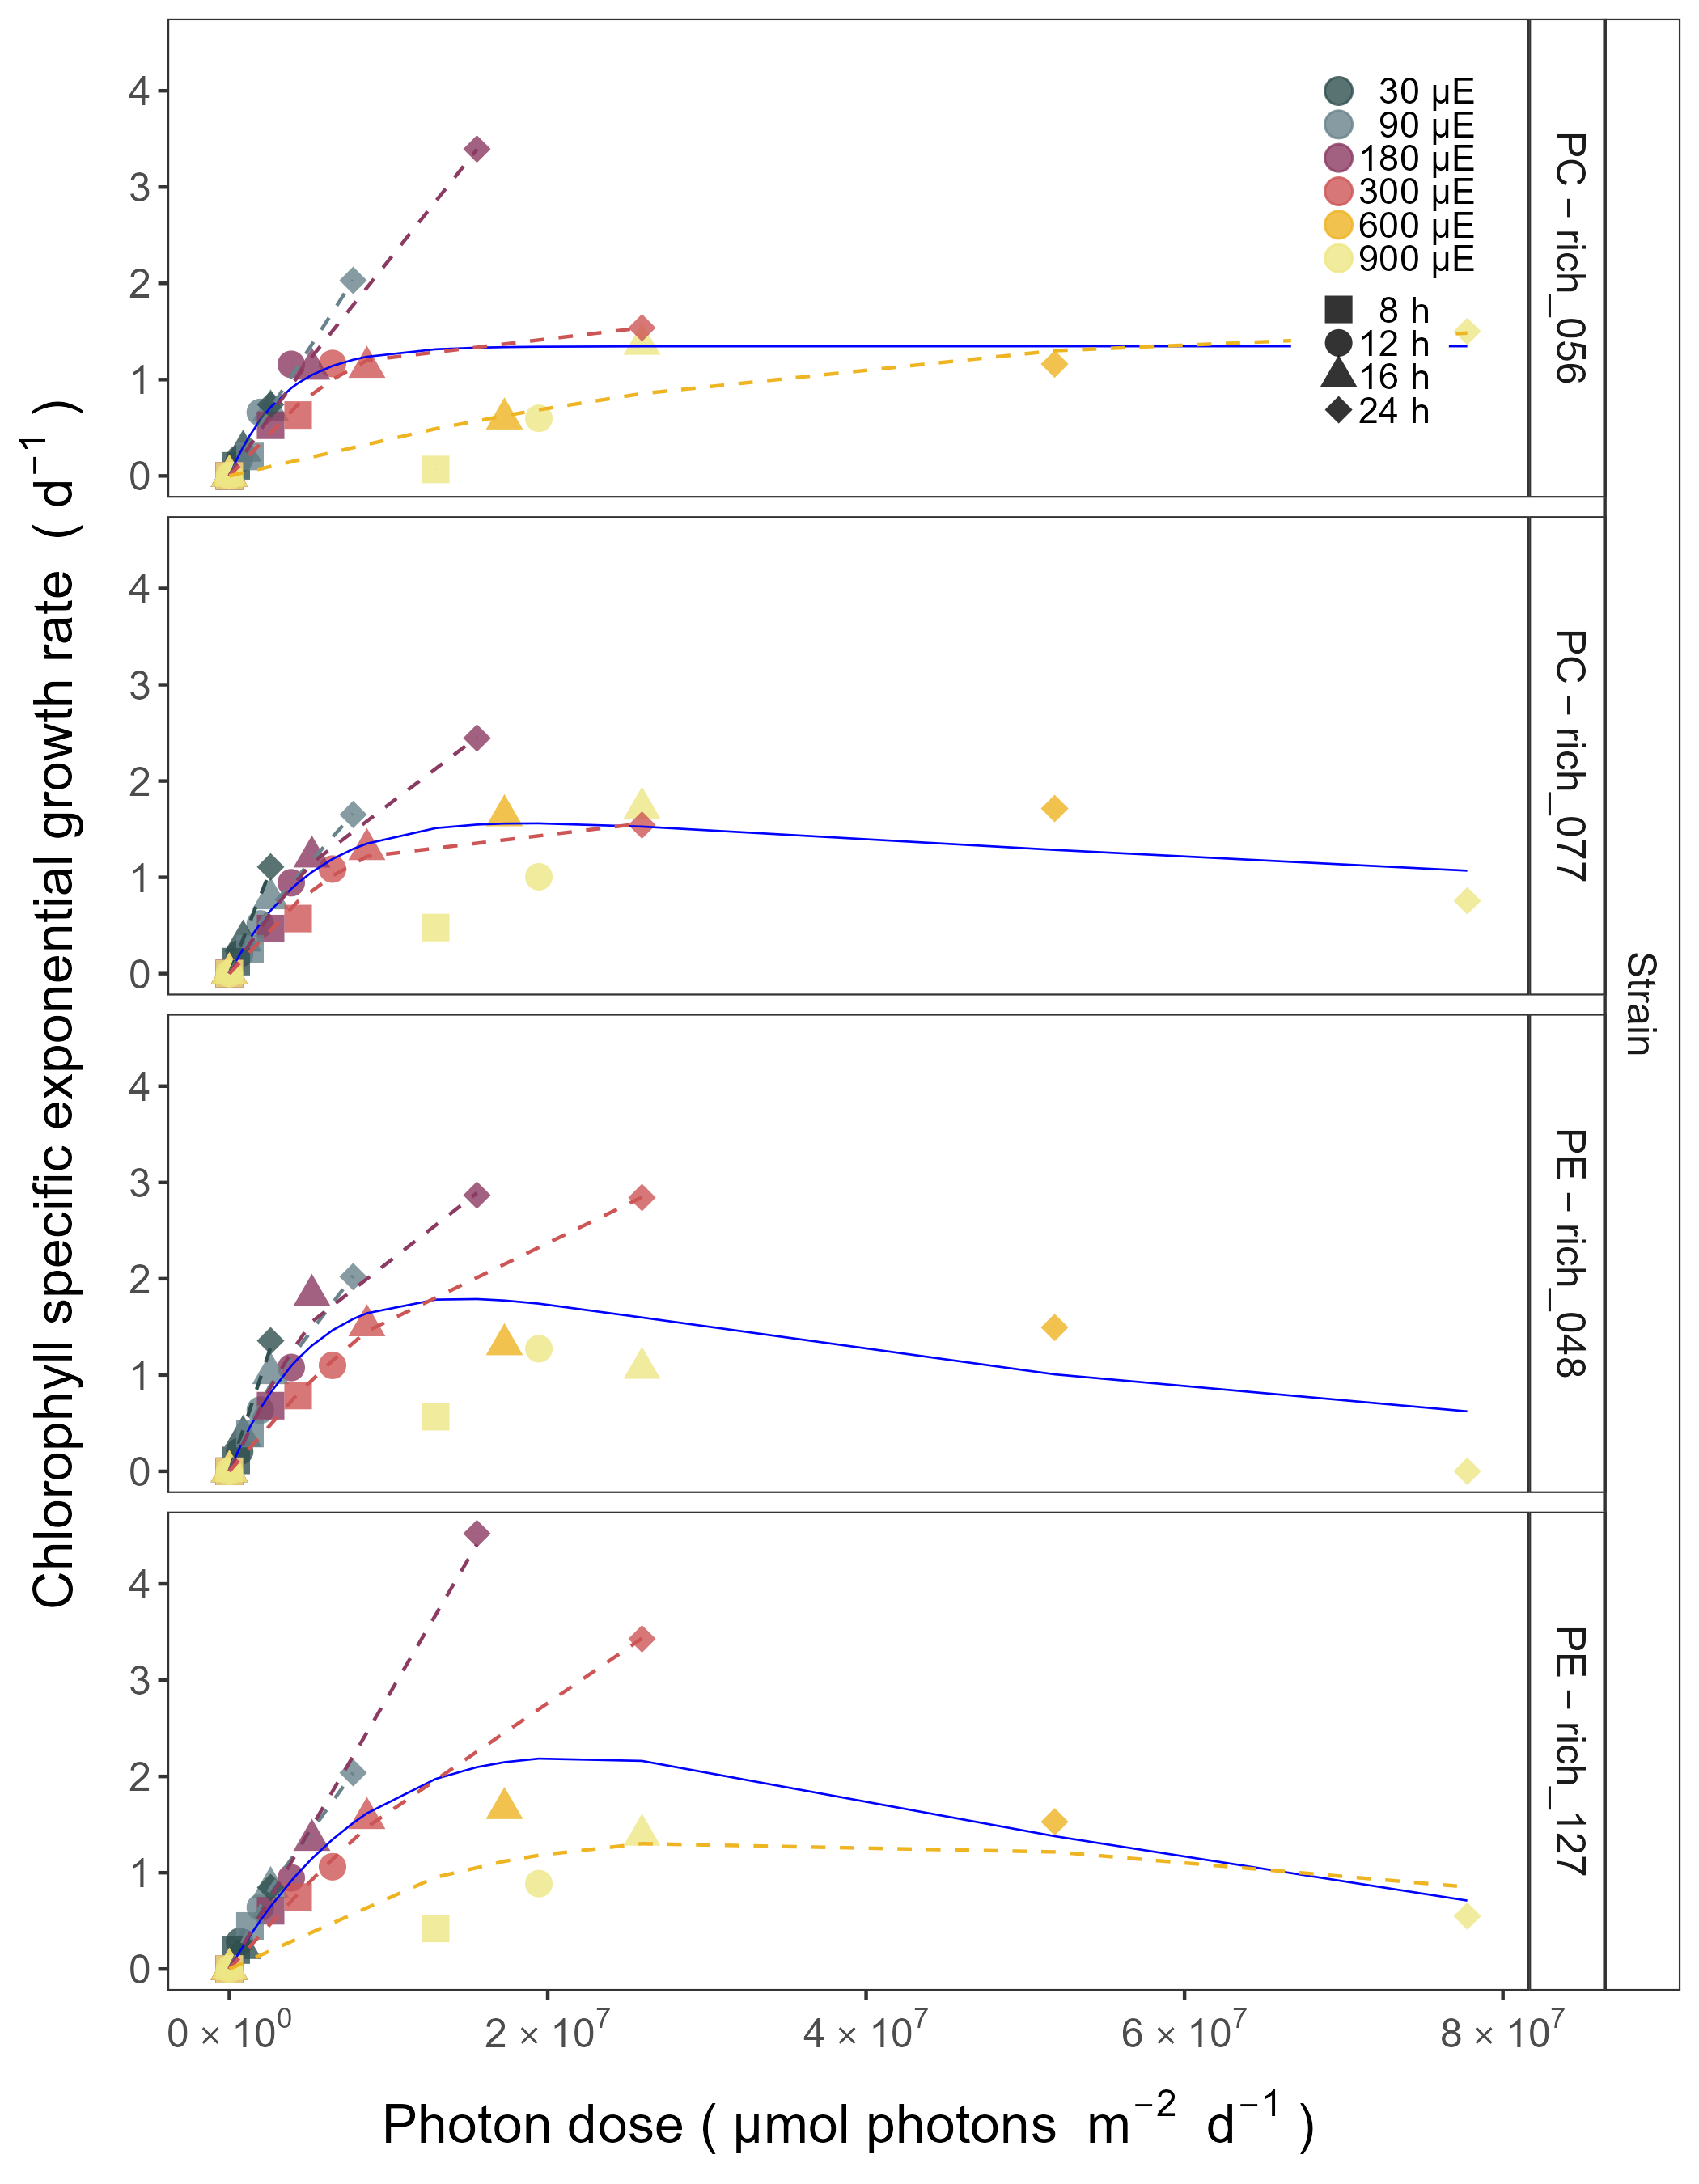 Chlorophyll specific exponential growth rate ( d⁻¹ )
4
3
2
1
0
30 µE
90 µE
180 µE
300 µE
600 µE
900 µE
8 h
12 h
16 h
24 h
PC − rich_056
4
3
2
1
0
PC − rich_077
4
3
2
1
0
PE − rich_048
4
3
2
1
0
PE − rich_127
Strain
0 × 10⁰ 2 × 10⁷ 4 × 10⁷ 6 × 10⁷ 8 × 10⁷
Photon dose ( µmol photons m⁻² d⁻¹ )